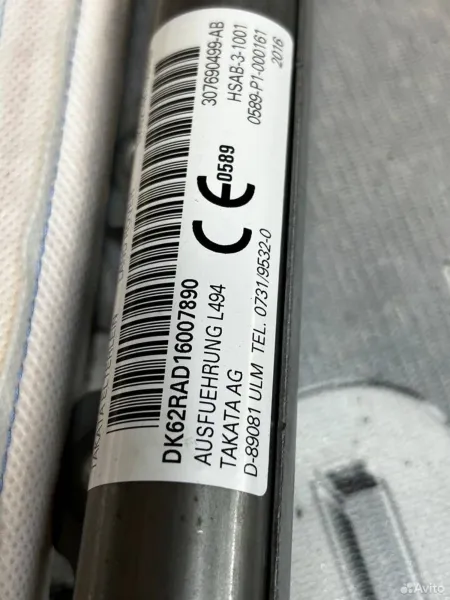 307690499-AB
HSAB-3-1001
0589-P1-000161
2016
CE 0589
DK62RAD16007890
AUSFUEHRUNG L494
TAKATA AG
D-89081 ULM TEL. 0731/9532-0
Avito